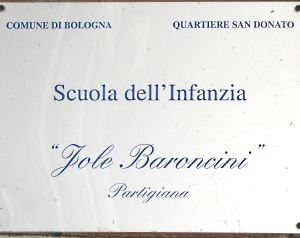 COMUNE DI BOLOGNA QUARTIERE SAN DONATO
Scuola dell'Infanzia
"Jole Baroncini"
Partigiana